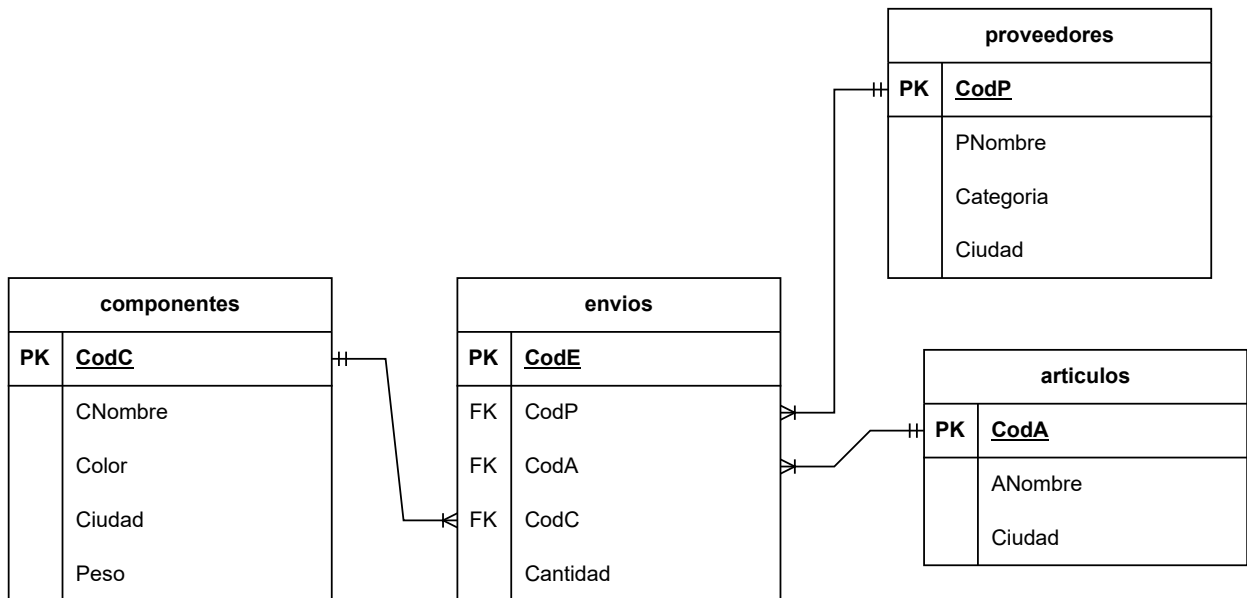 proveedores
PK CodP
PNombre
Categoria
Ciudad
componentes
PK CodC
CNombre
Color
Ciudad
Peso
envios
PK CodE
FK CodP
FK CodA
FK CodC
Cantidad
articulos
PK CodA
ANombre
Ciudad